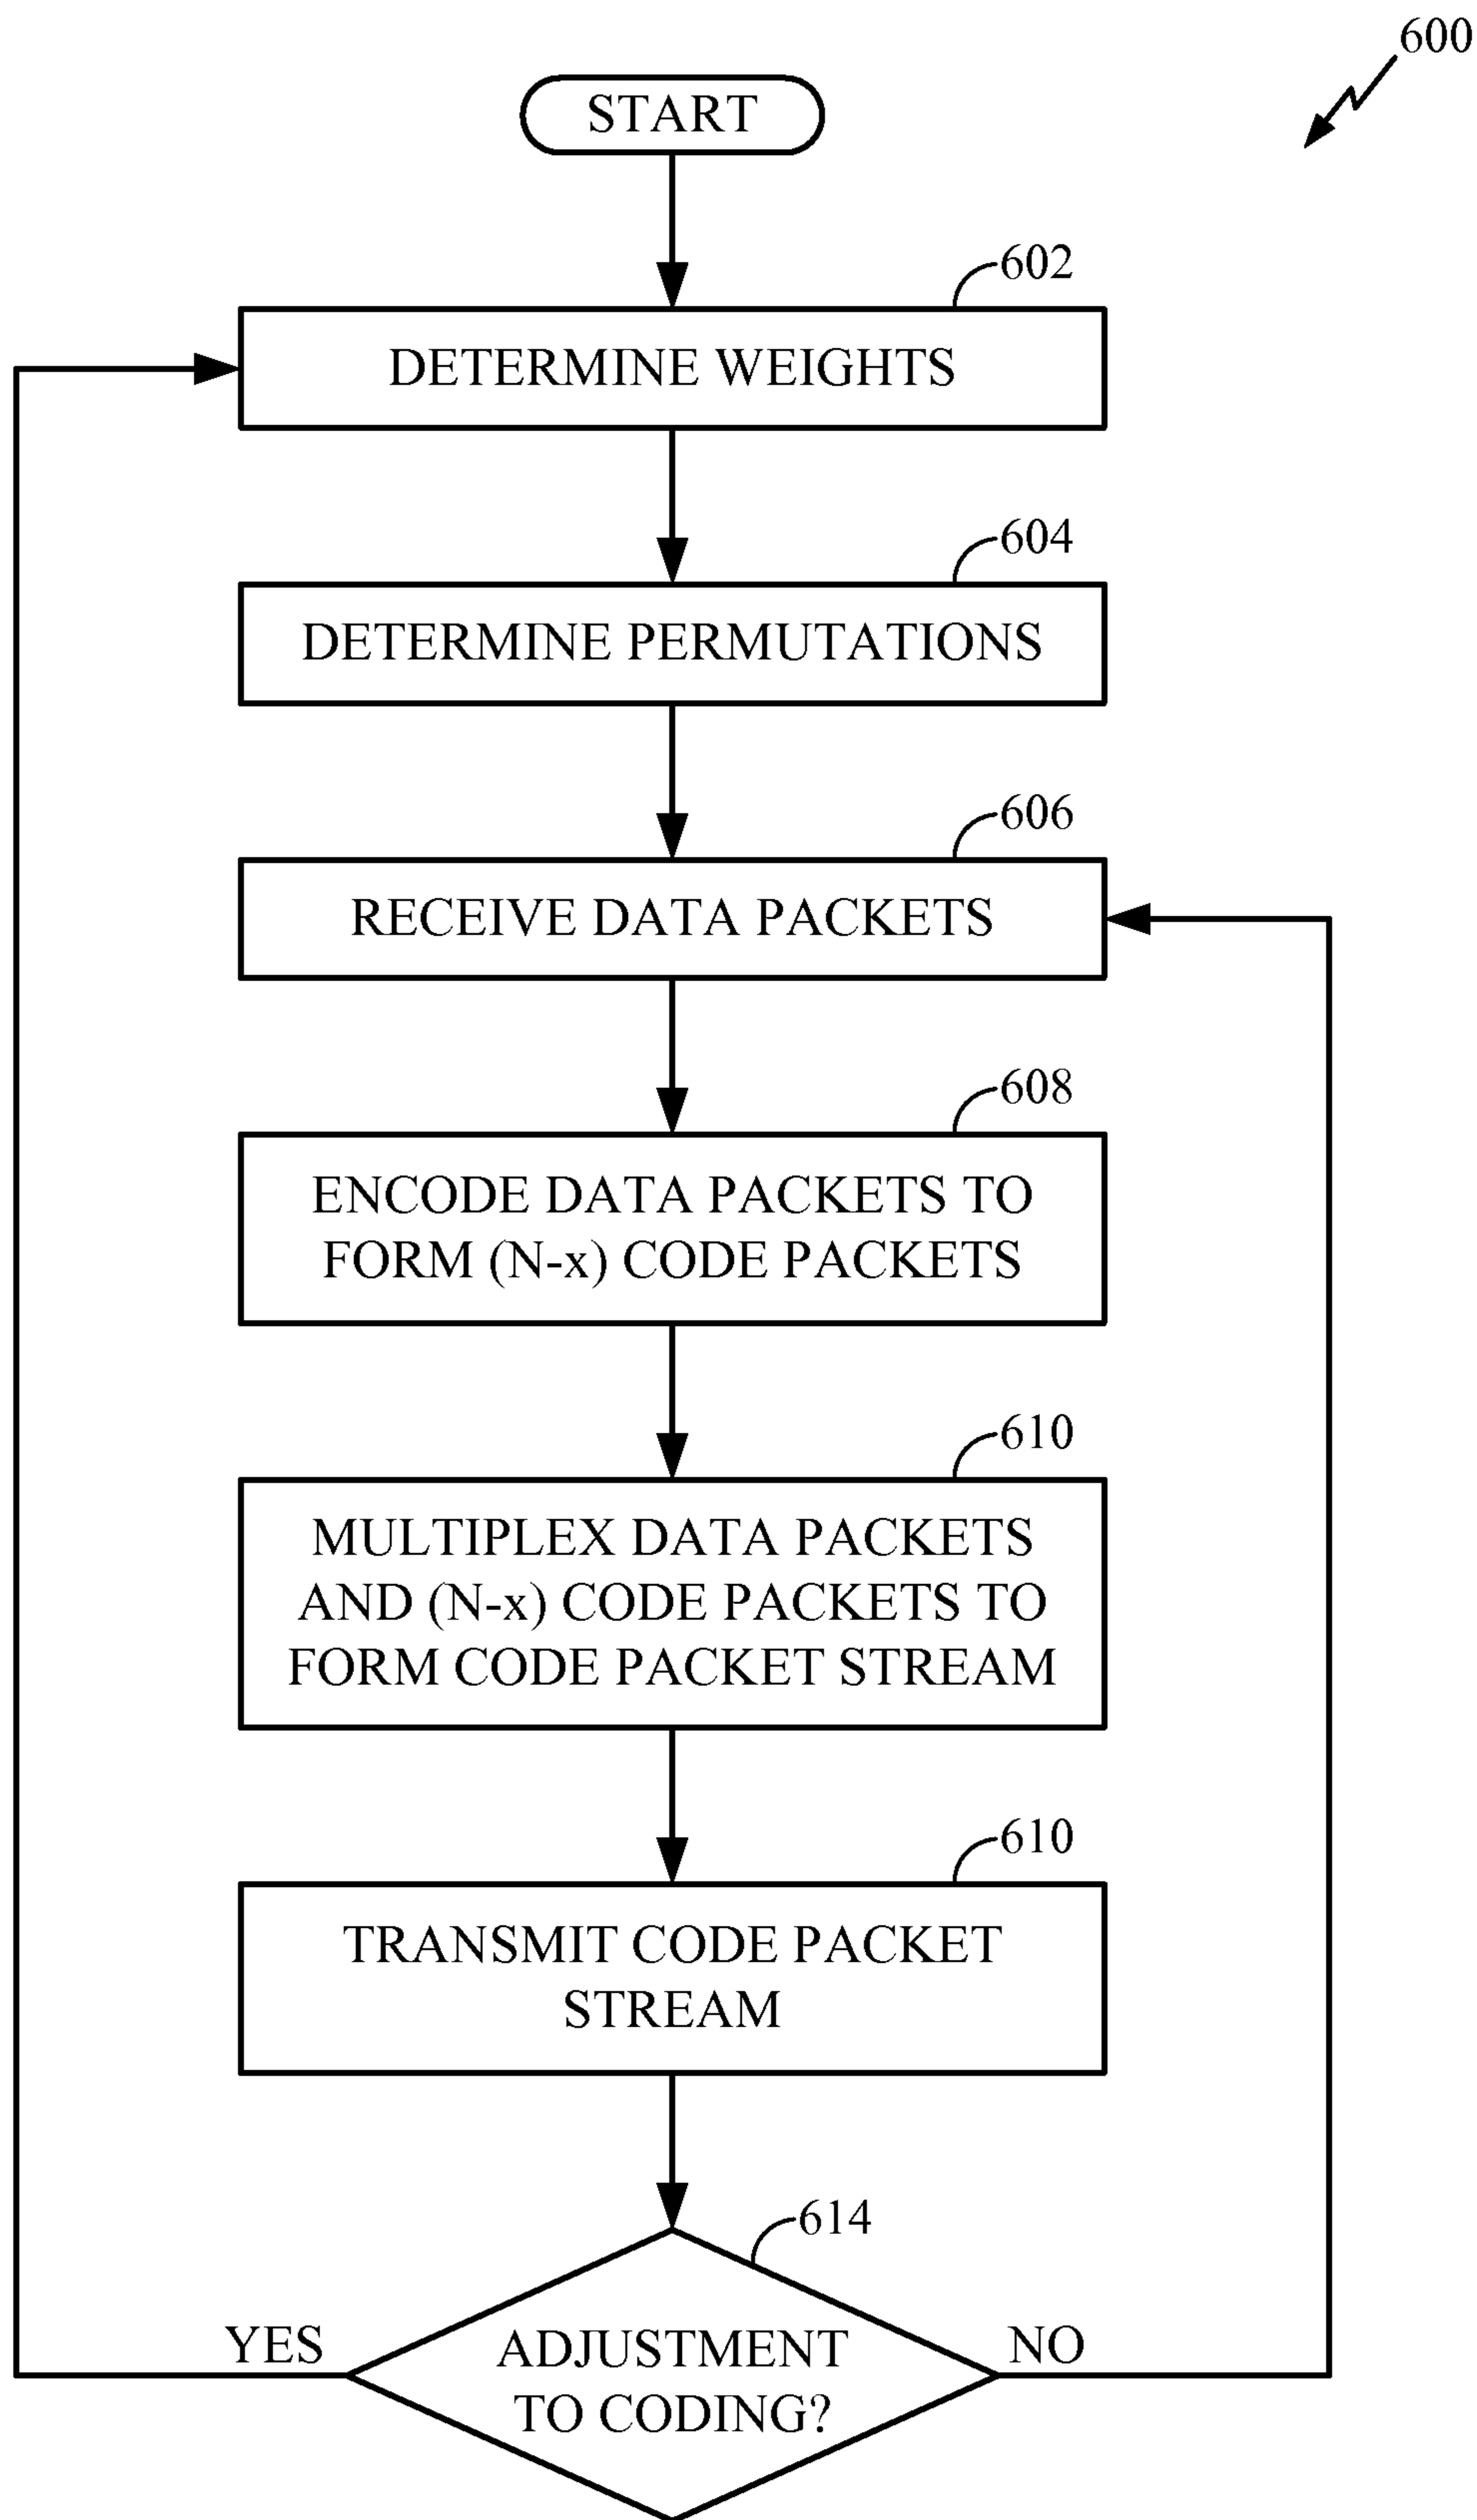 600
START
602
DETERMINE WEIGHTS
604
DETERMINE PERMUTATIONS
606
RECEIVE DATA PACKETS
608
ENCODE DATA PACKETS TO
FORM (N-x) CODE PACKETS
610
MULTIPLEX DATA PACKETS
AND (N-x) CODE PACKETS TO
FORM CODE PACKET STREAM
610
TRANSMIT CODE PACKET
STREAM
614
YES
ADJUSTMENT
TO CODING?
NO